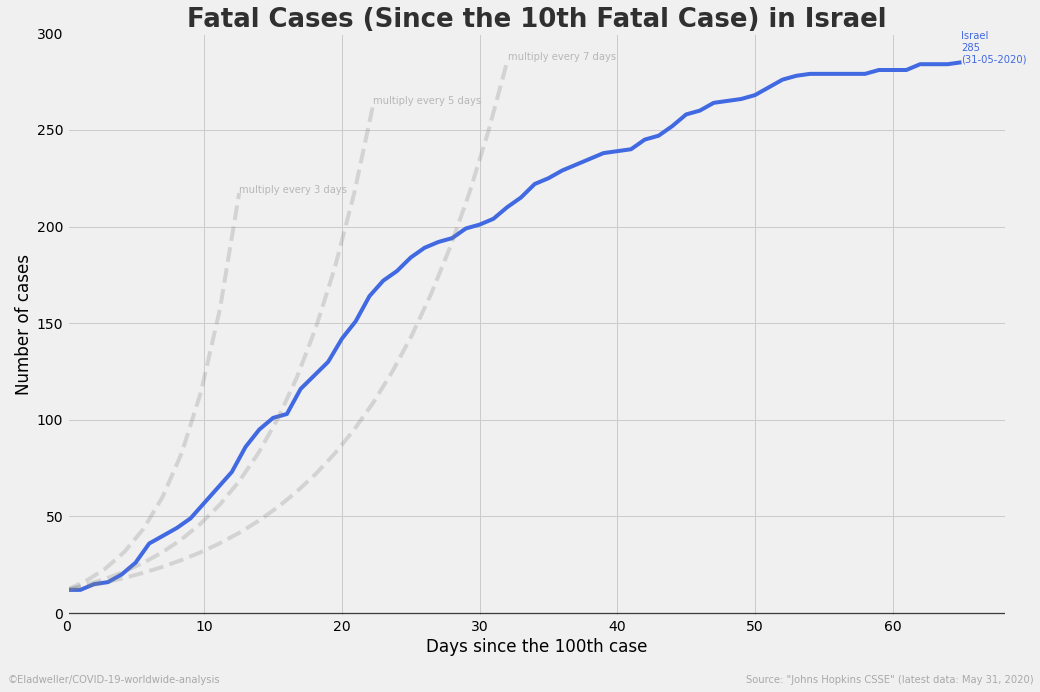 Fatal Cases (Since the 10th Fatal Case) in Israel
300
Israel
285
(31-05-2020)
multiply every 7 days
multiply every 5 days
multiply every 3 days
250
200
150
100
50
0
Number of cases
0 10 20 30 40 50 60
Days since the 100th case
©Eladweller/COVID-19-worldwide-analysis
Source: "Johns Hopkins CSSE" (latest data: May 31, 2020)